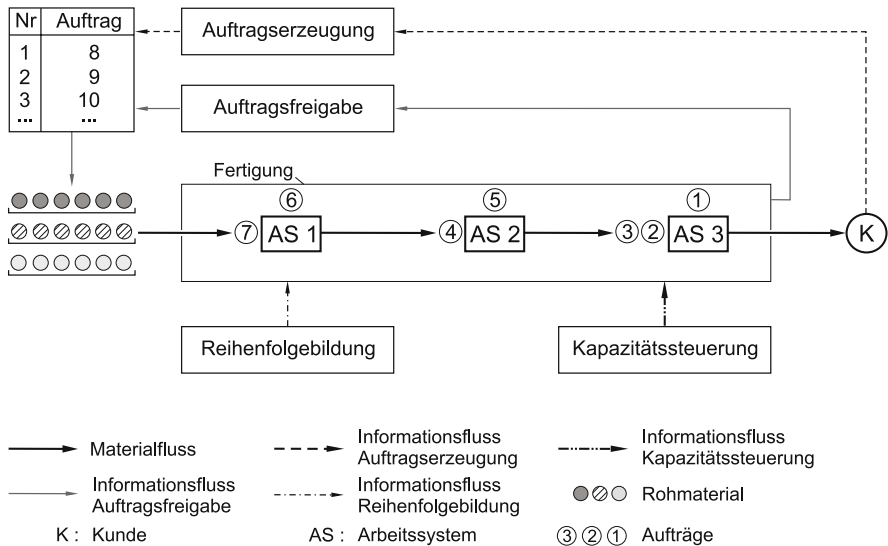 Nr Auftrag
1 8
2 9
3 10
... ...
Auftragserzeugung
Auftragsfreigabe
Fertigung
6 5 1
7 AS 1 4 AS 2 3 2 AS 3 K
Reihenfolgebildung
Kapazitätssteuerung
Materialfluss
Informationsfluss
Auftragserzeugung
Informationsfluss
Kapazitätssteuerung
Informationsfluss
Auftragsfreigabe
Informationsfluss
Reihenfolgebildung
Rohmaterial
K : Kunde
AS : Arbeitssystem
3 2 1 Aufträge